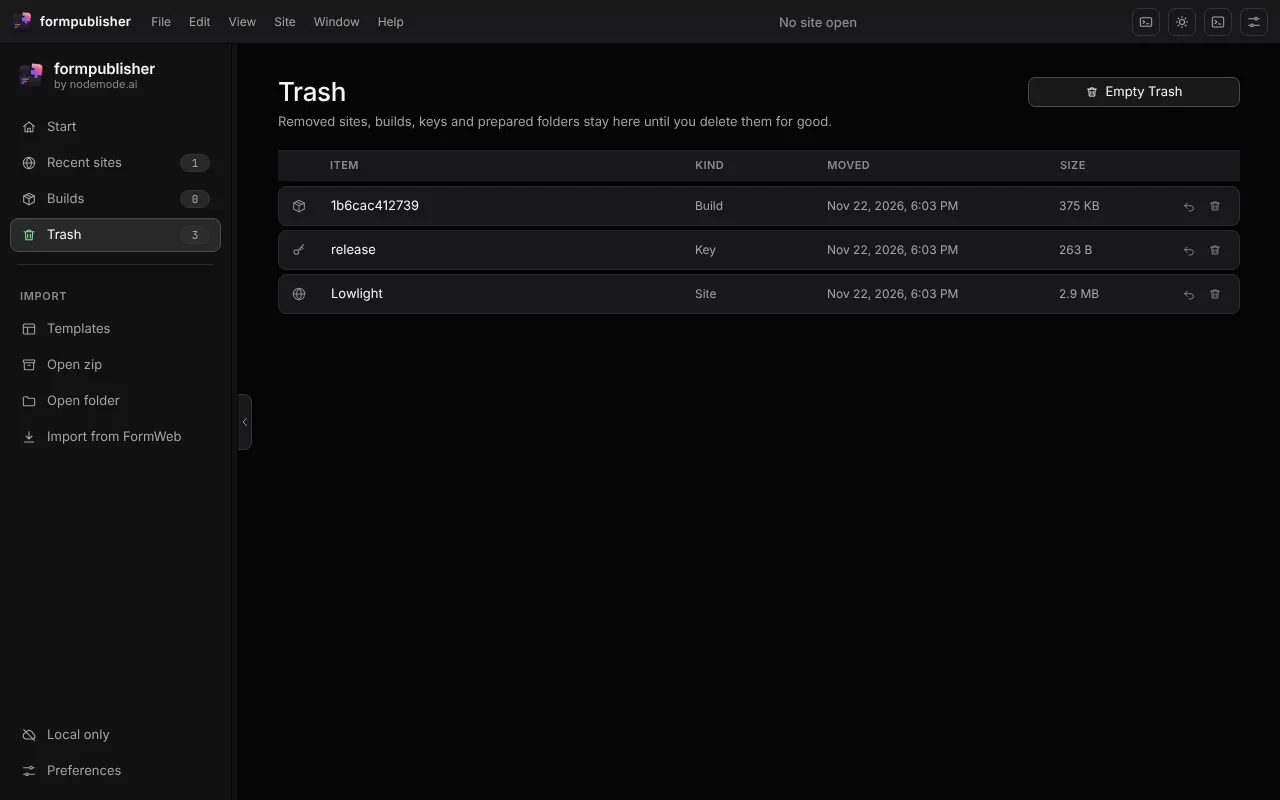 formpublisher File Edit View Site Window Help No site open
formpublisher
by nodemode.ai
Start
Recent sites 1
Builds 0
Trash 3
IMPORT
Templates
Open zip
Open folder
Import from FormWeb
Local only
Preferences
Trash
Empty Trash
Removed sites, builds, keys and prepared folders stay here until you delete them for good.
ITEM KIND MOVED SIZE
1b6cac412739 Build Nov 22, 2026, 6:03 PM 375 KB
release Key Nov 22, 2026, 6:03 PM 263 B
Lowlight Site Nov 22, 2026, 6:03 PM 2.9 MB